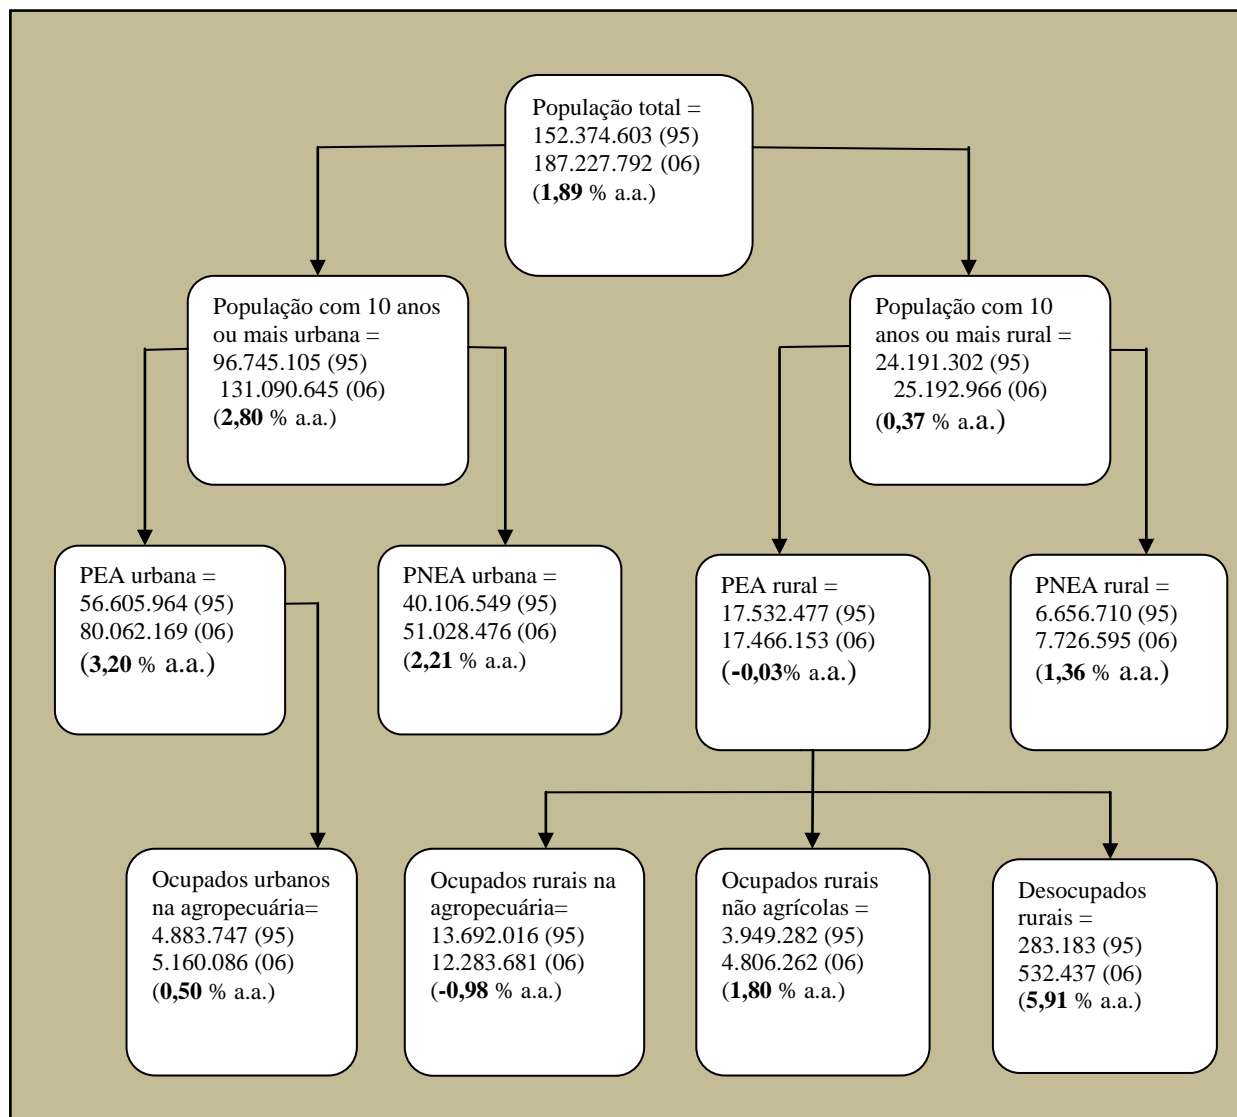 População total =
152.374.603 (95)
187.227.792 (06)
(1,89 % a.a.)
População com 10 anos
ou mais urbana =
96.745.105 (95)
131.090.645 (06)
(2,80 % a.a.)
População com 10
anos ou mais rural =
24.191.302 (95)
25.192.966 (06)
(0,37 % a.a.)
PEA urbana =
56.605.964 (95)
80.062.169 (06)
(3,20 % a.a.)
PNEA urbana =
40.106.549 (95)
51.028.476 (06)
(2,21 % a.a.)
PEA rural =
17.532.477 (95)
17.466.153 (06)
(-0,03% a.a.)
PNEA rural =
6.656.710 (95)
7.726.595 (06)
(1,36 % a.a.)
Ocupados urbanos
na agropecuária=
4.883.747 (95)
5.160.086 (06)
(0,50 % a.a.)
Ocupados rurais na
agropecuária=
13.692.016 (95)
12.283.681 (06)
(-0,98 % a.a.)
Ocupados rurais
não agrícolas =
3.949.282 (95)
4.806.262 (06)
(1,80 % a.a.)
Desocupados
rurais =
283.183 (95)
532.437 (06)
(5,91 % a.a.)